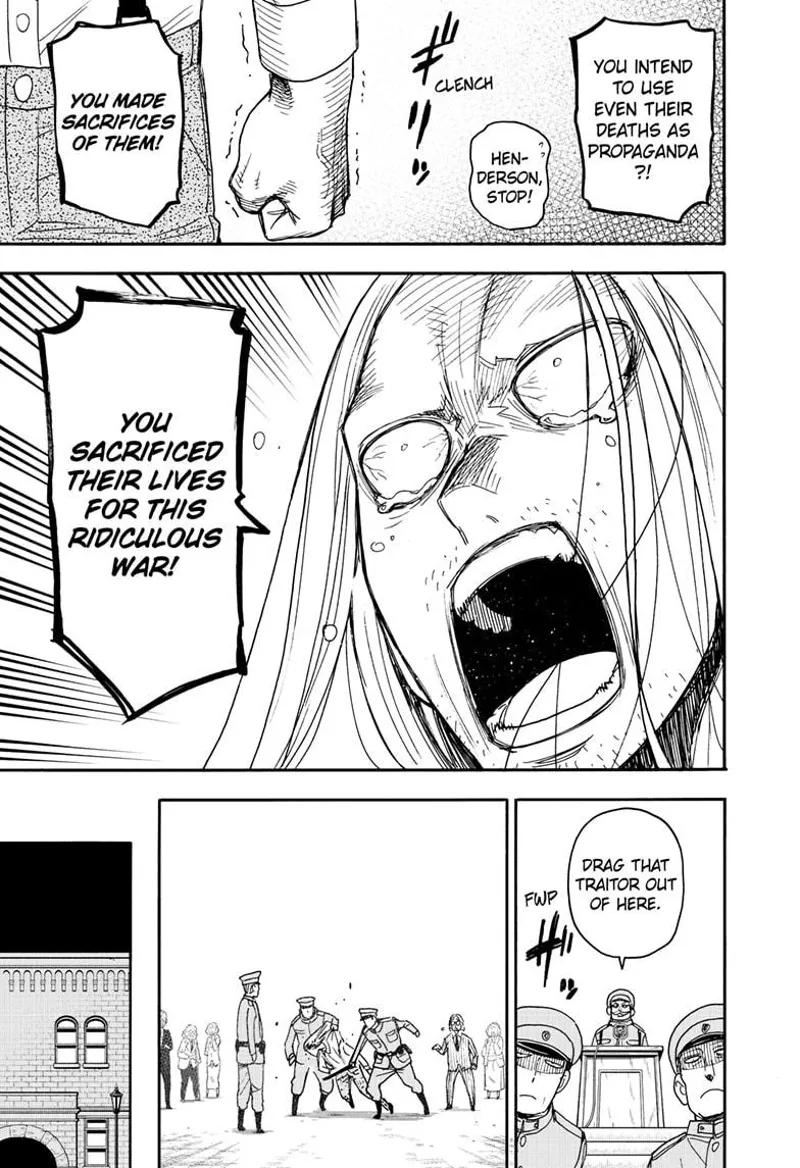 YOU INTEND
TO USE
EVEN THEIR
DEATHS AS
PROPAGANDA
?!
CLENCH
HEN-
DERSON,
STOP!
YOU MADE
SACRIFICES
OF THEM!
YOU
SACRIFICED
THEIR LIVES
FOR THIS
RIDICULOUS
WAR!
DRAG THAT
TRAITOR OUT
OF HERE.
FWP